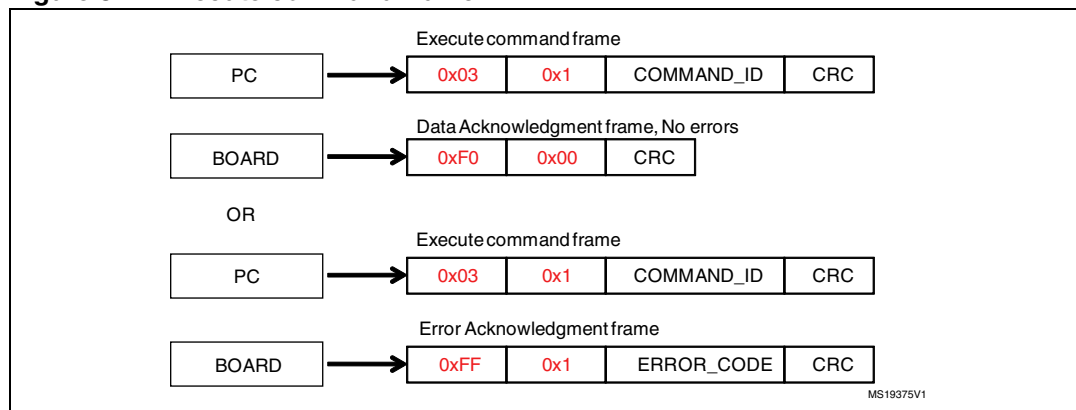 Execute command frame
PC 0x03 0x1 COMMAND_ID CRC
Data Acknowledgment frame, No errors
BOARD 0xF0 0x00 CRC
OR
Execute command frame
PC 0x03 0x1 COMMAND_ID CRC
Error Acknowledgment frame
BOARD 0xFF 0x1 ERROR_CODE CRC
MS19375V1